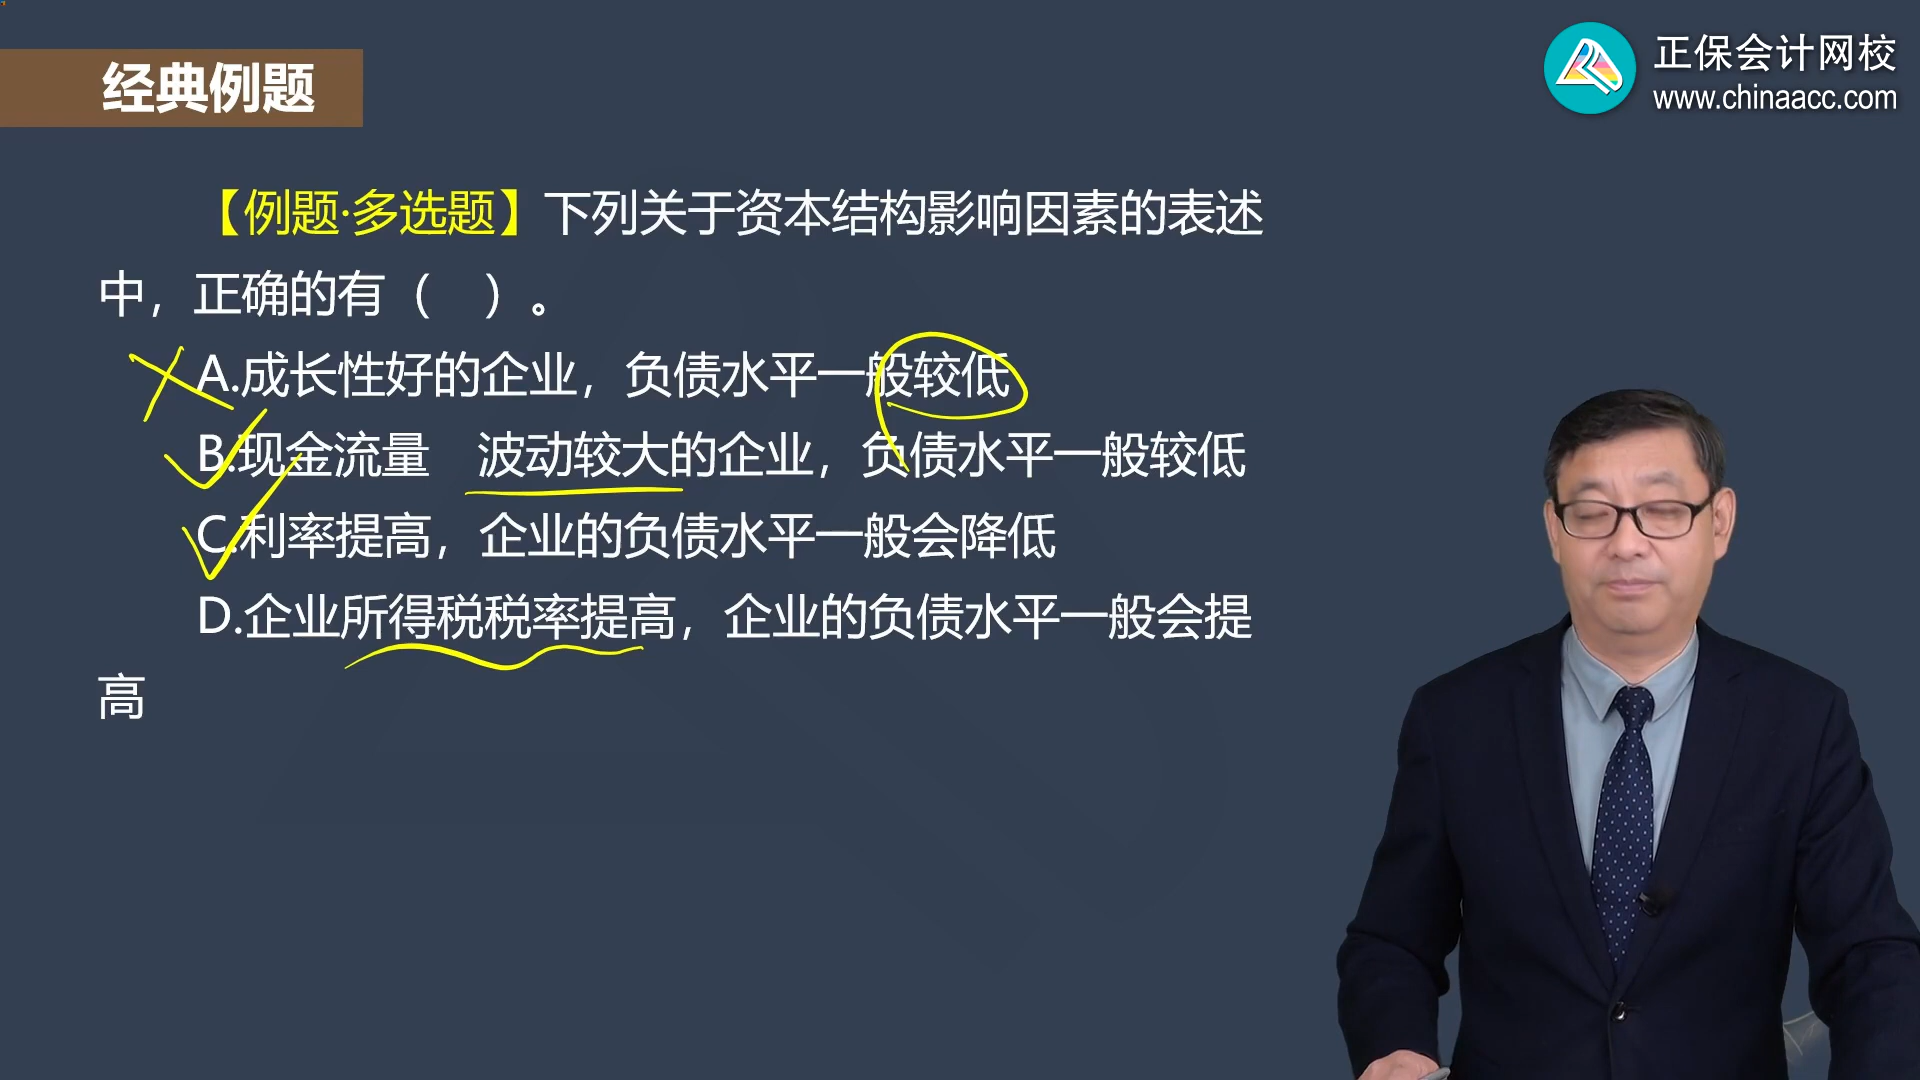 经典例题
正保会计网校
www.chinaacc.com
【例题·多选题】下列关于资本结构影响因素的表述
中，正确的有（ ）。
A.成长性好的企业，负债水平一般较低
B.现金流量 波动较大的企业，负债水平一般较低
C.利率提高，企业的负债水平一般会降低
D.企业所得税税率提高，企业的负债水平一般会提
高